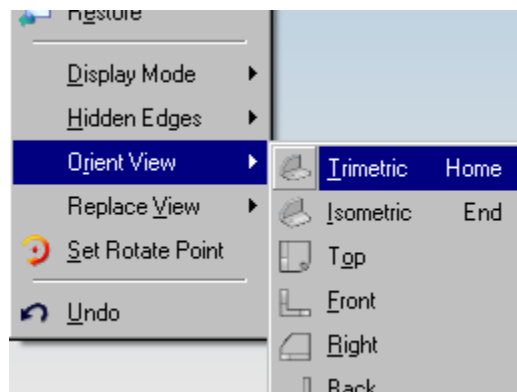 Restore
Display Mode
Hidden Edges
Orient View
Replace View
Set Rotate Point
Undo
Trimetric Home
Isometric End
Top
Front
Right
Back